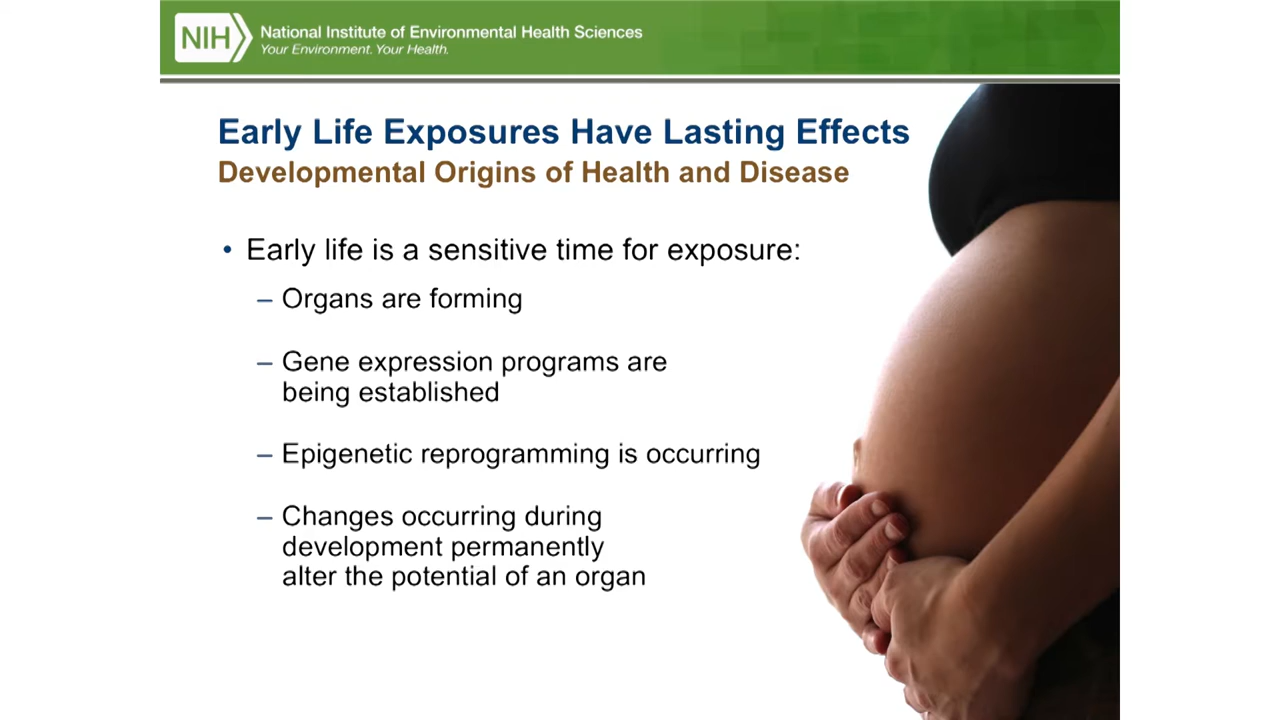 NIH
National Institute of Environmental Health Sciences
Your Environment. Your Health.
Early Life Exposures Have Lasting Effects
Developmental Origins of Health and Disease
• Early life is a sensitive time for exposure:
– Organs are forming
– Gene expression programs are
being established
– Epigenetic reprogramming is occurring
– Changes occurring during
development permanently
alter the potential of an organ